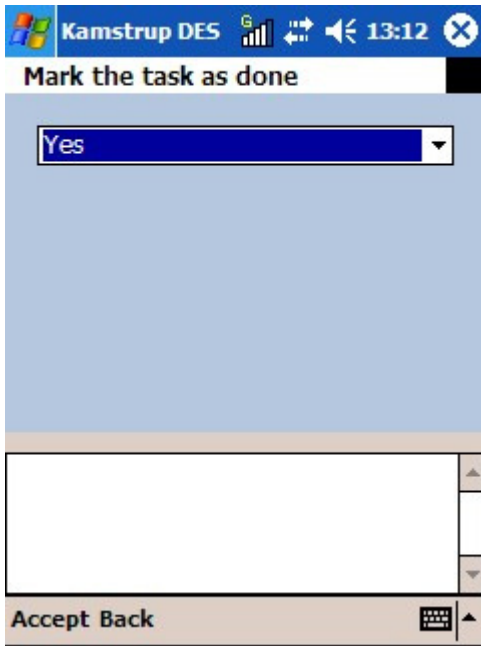 Kamstrup DES G 13:12
Mark the task as done
Yes
Accept Back